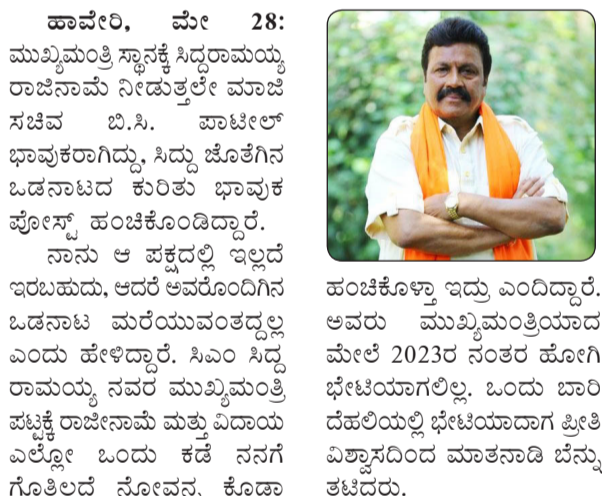 ಹಾವೇರಿ, ಮೇ 28:
ಮುಖ್ಯಮಂತ್ರಿ ಸ್ಥಾನಕ್ಕೆ ಸಿದ್ದರಾಮಯ್ಯ
ರಾಜಿನಾಮೆ ನೀಡುತ್ತಲೇ ಮಾಜಿ
ಸಚಿವ ಬಿ.ಸಿ. ಪಾಟೀಲ್
ಭಾವುಕರಾಗಿದ್ದು, ಸಿದ್ದು ಜೊತೆಗಿನ
ಒಡನಾಟದ ಕುರಿತು ಭಾವುಕ
ಪೋಸ್ಟ್ ಹಂಚಿಕೊಂಡಿದ್ದಾರೆ.
ನಾನು ಆ ಪಕ್ಷದಲ್ಲಿ ಇಲ್ಲದೆ
ಇರಬಹುದು, ಆದರೆ ಅವರೊಂದಿಗಿನ
ಒಡನಾಟ ಮರೆಯುವಂತದ್ದಲ್ಲ
ಎಂದು ಹೇಳಿದ್ದಾರೆ. ಸಿಎಂ ಸಿದ್ದ
ರಾಮಯ್ಯ ನವರ ಮುಖ್ಯಮಂತ್ರಿ
ಪಟ್ಟಕ್ಕೆ ರಾಜೀನಾಮೆ ಮತ್ತು ವಿದಾಯ
ಎಲ್ಲೋ ಒಂದು ಕಡೆ ನನಗೆ
ಗೊತ್ತಿಲ್ಲದೆ ನೋವನ್ನ ಕೊಡಾ
ಹಂಚಿಕೊಳ್ತಾ ಇದ್ರು ಎಂದಿದ್ದಾರೆ.
ಅವರು ಮುಖ್ಯಮಂತ್ರಿಯಾದ
ಮೇಲೆ 2023ರ ನಂತರ ಹೋಗಿ
ಭೇಟಿಯಾಗಲಿಲ್ಲ. ಒಂದು ಬಾರಿ
ದೆಹಲಿಯಲ್ಲಿ ಭೇಟಿಯಾದಾಗ ಪ್ರೀತಿ
ವಿಶ್ವಾಸದಿಂದ ಮಾತನಾಡಿ ಬೆನ್ನು
ತಟ್ಟಿದರು.